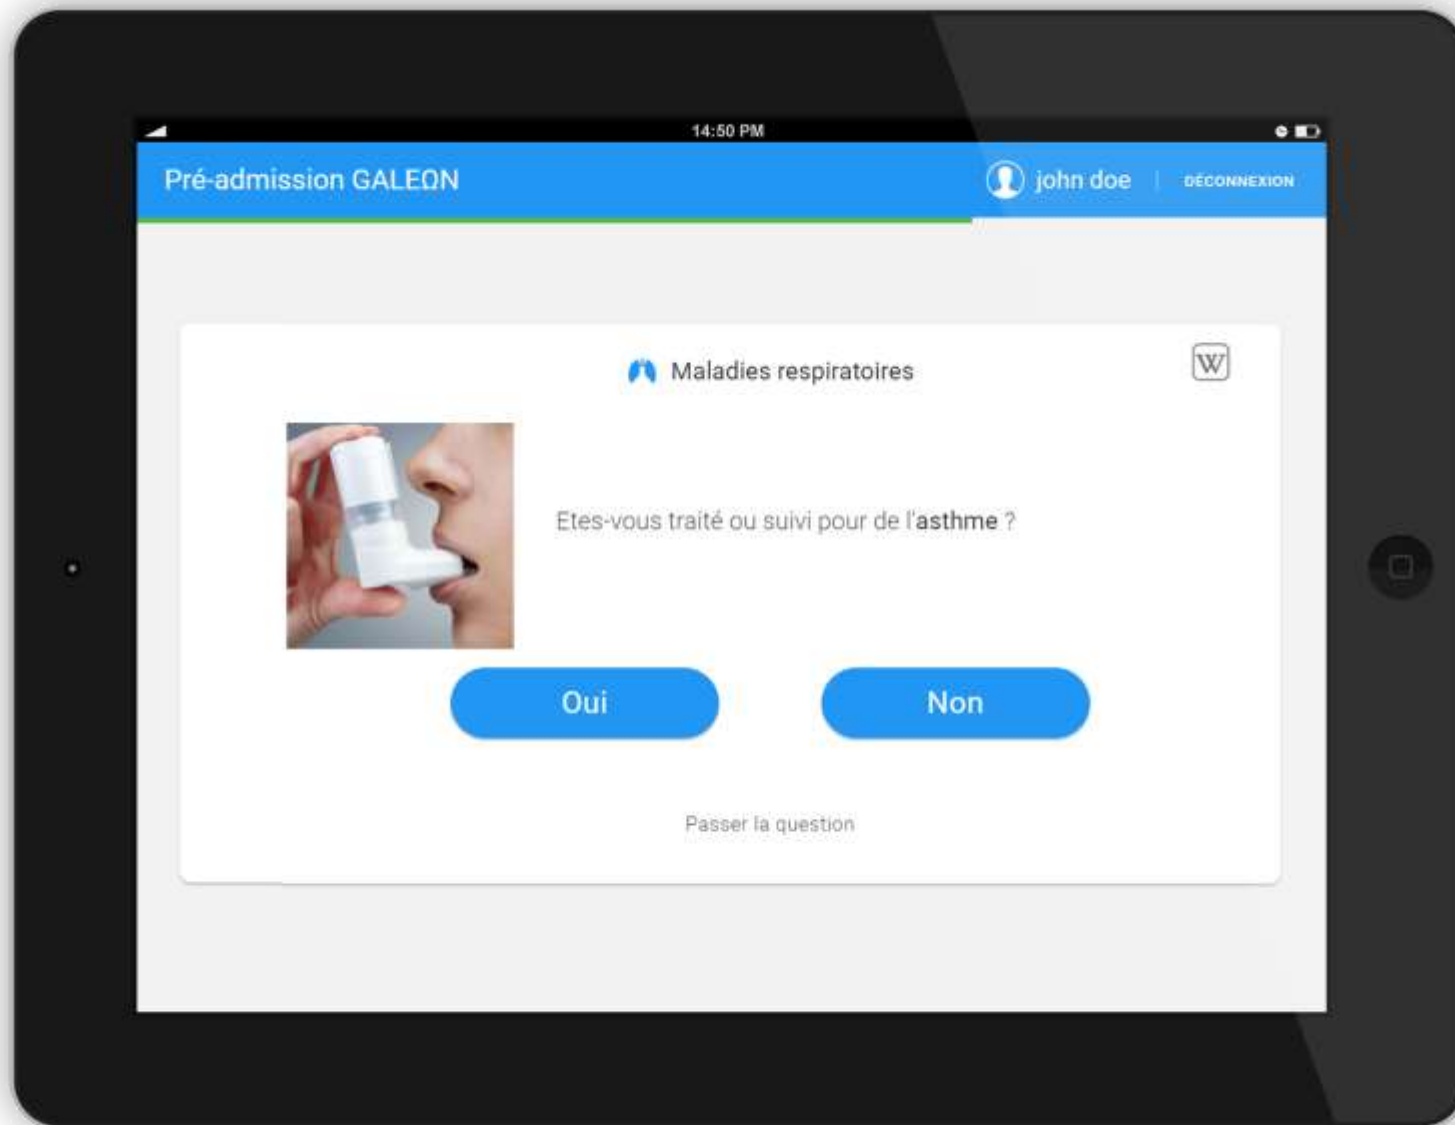 14:50 PM
Pré-admission GALEΩN
john doe | DÉCONNEXION
Maladies respiratoires
W
Etes-vous traité ou suivi pour de l'asthme ?
Oui
Non
Passer la question